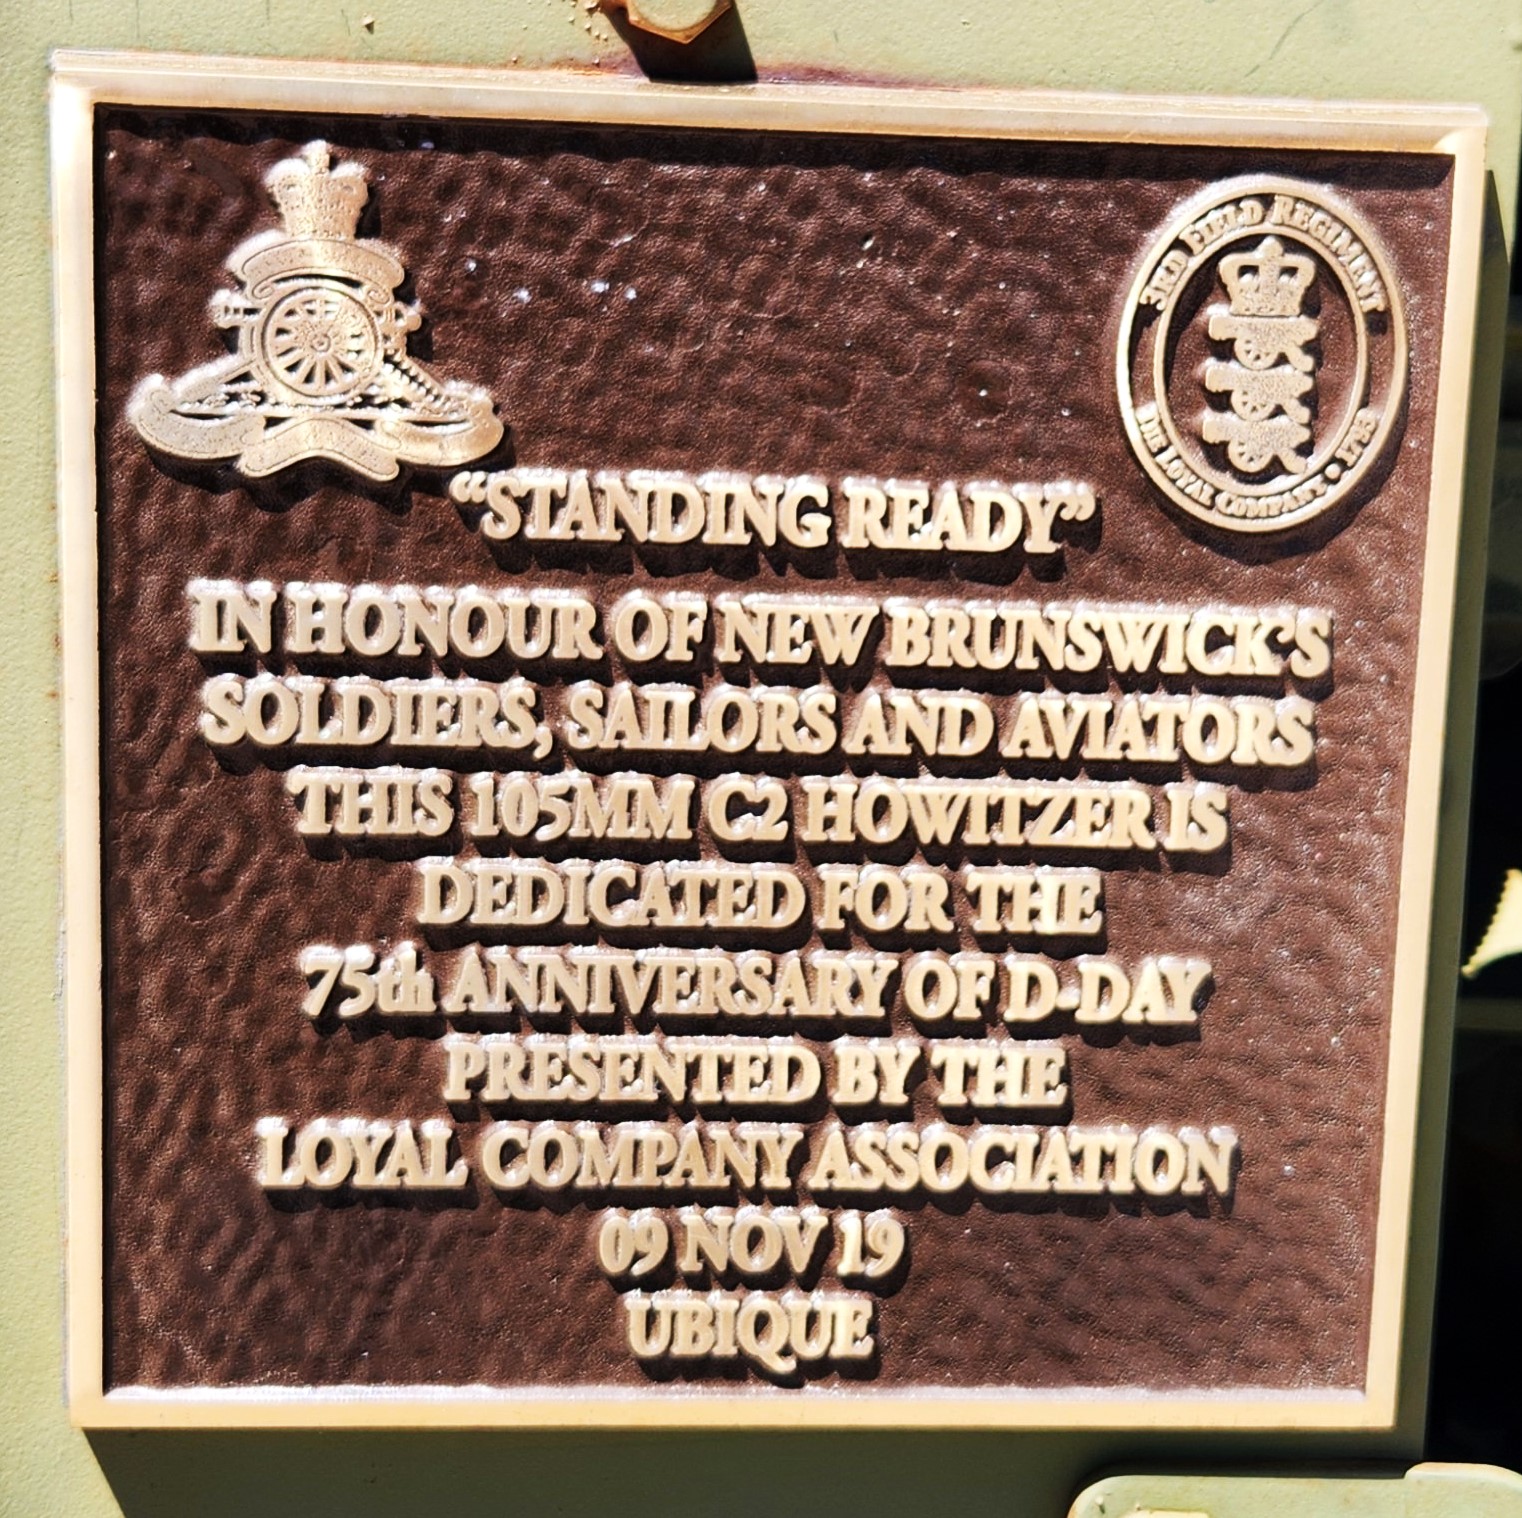 3RD FIELD REGIMENT
THE LOYAL COMPANY • 1793
“STANDING READY”
IN HONOUR OF NEW BRUNSWICK'S
SOLDIERS, SAILORS AND AVIATORS
THIS 105MM C2 HOWITZER IS
DEDICATED FOR THE
75th ANNIVERSARY OF D-DAY
PRESENTED BY THE
LOYAL COMPANY ASSOCIATION
09 NOV 19
UBIQUE